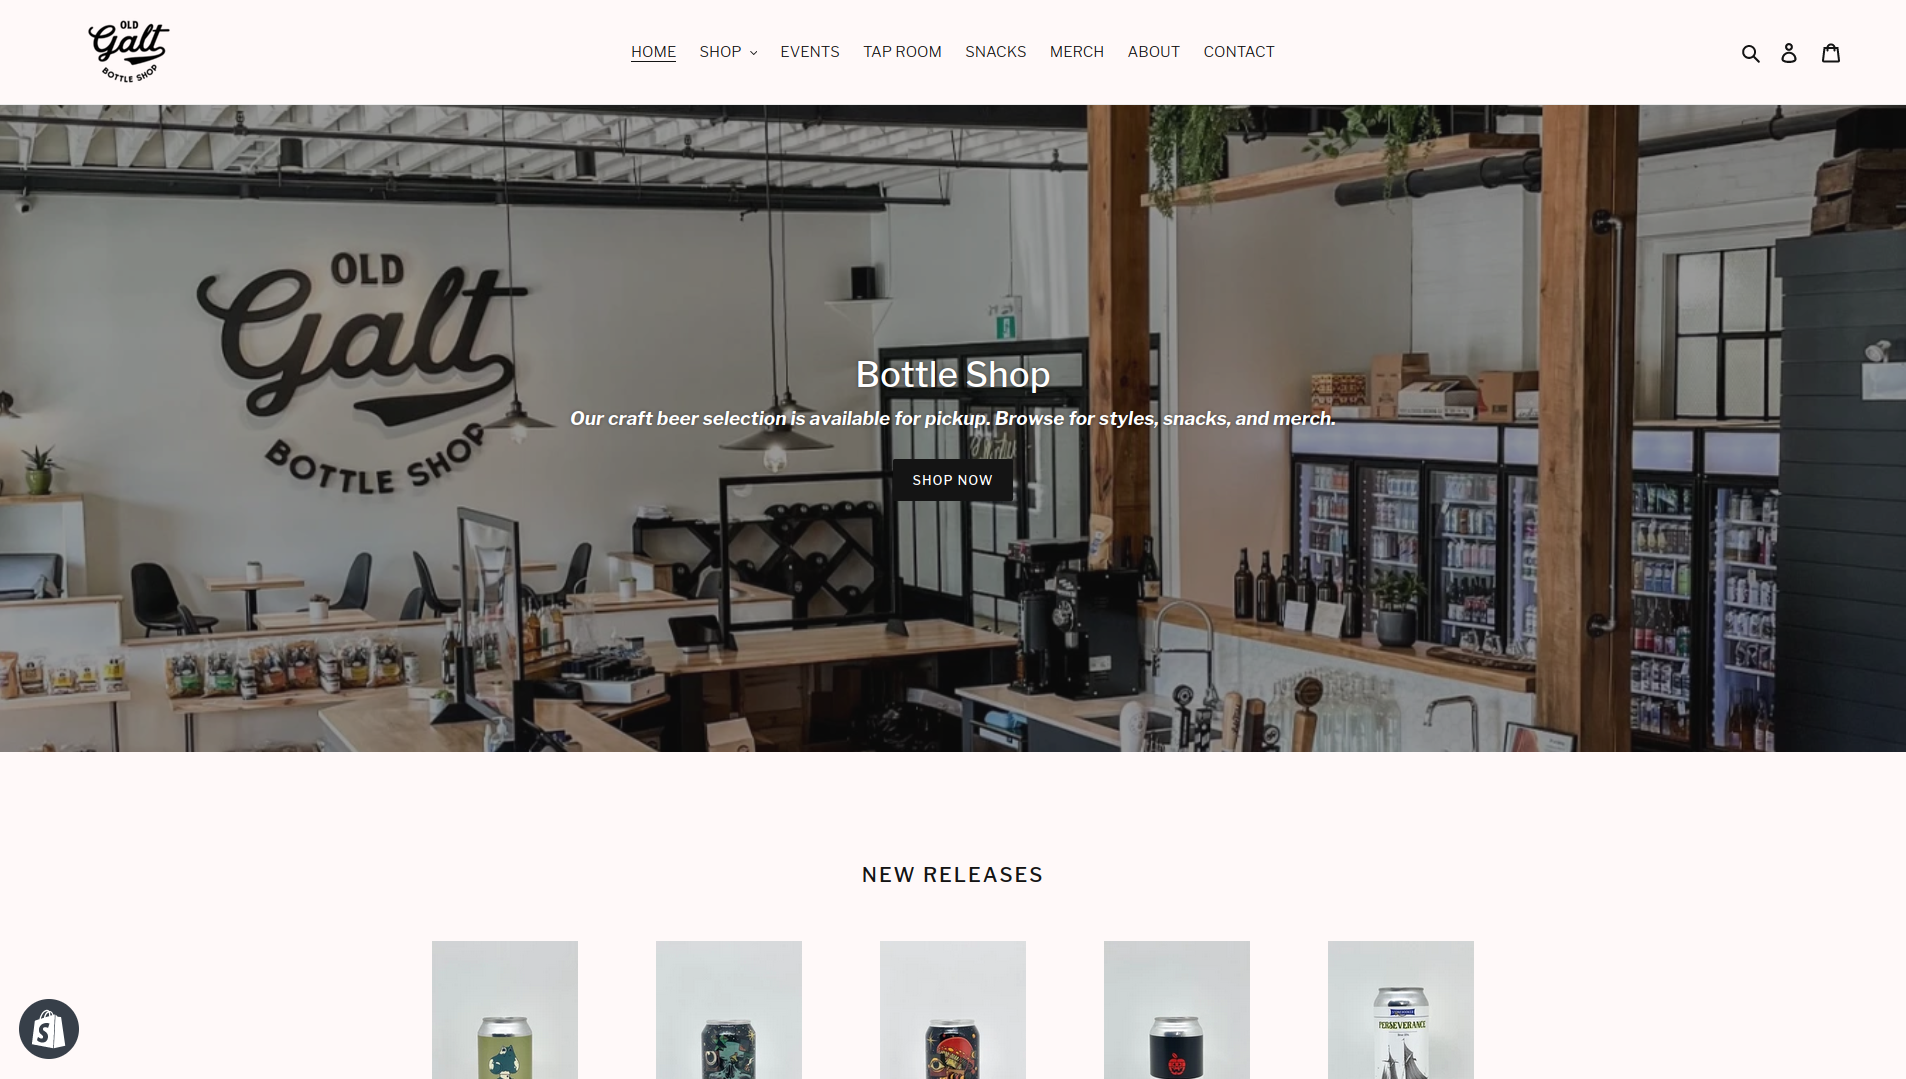 OLD
Galt
BOTTLE SHOP
HOME SHOP EVENTS TAP ROOM SNACKS MERCH ABOUT CONTACT
OLD
Galt
BOTTLE SHOP
Bottle Shop
Our craft beer selection is available for pickup. Browse for styles, snacks, and merch.
SHOP NOW
NEW RELEASES
PERSEVERANCE
S